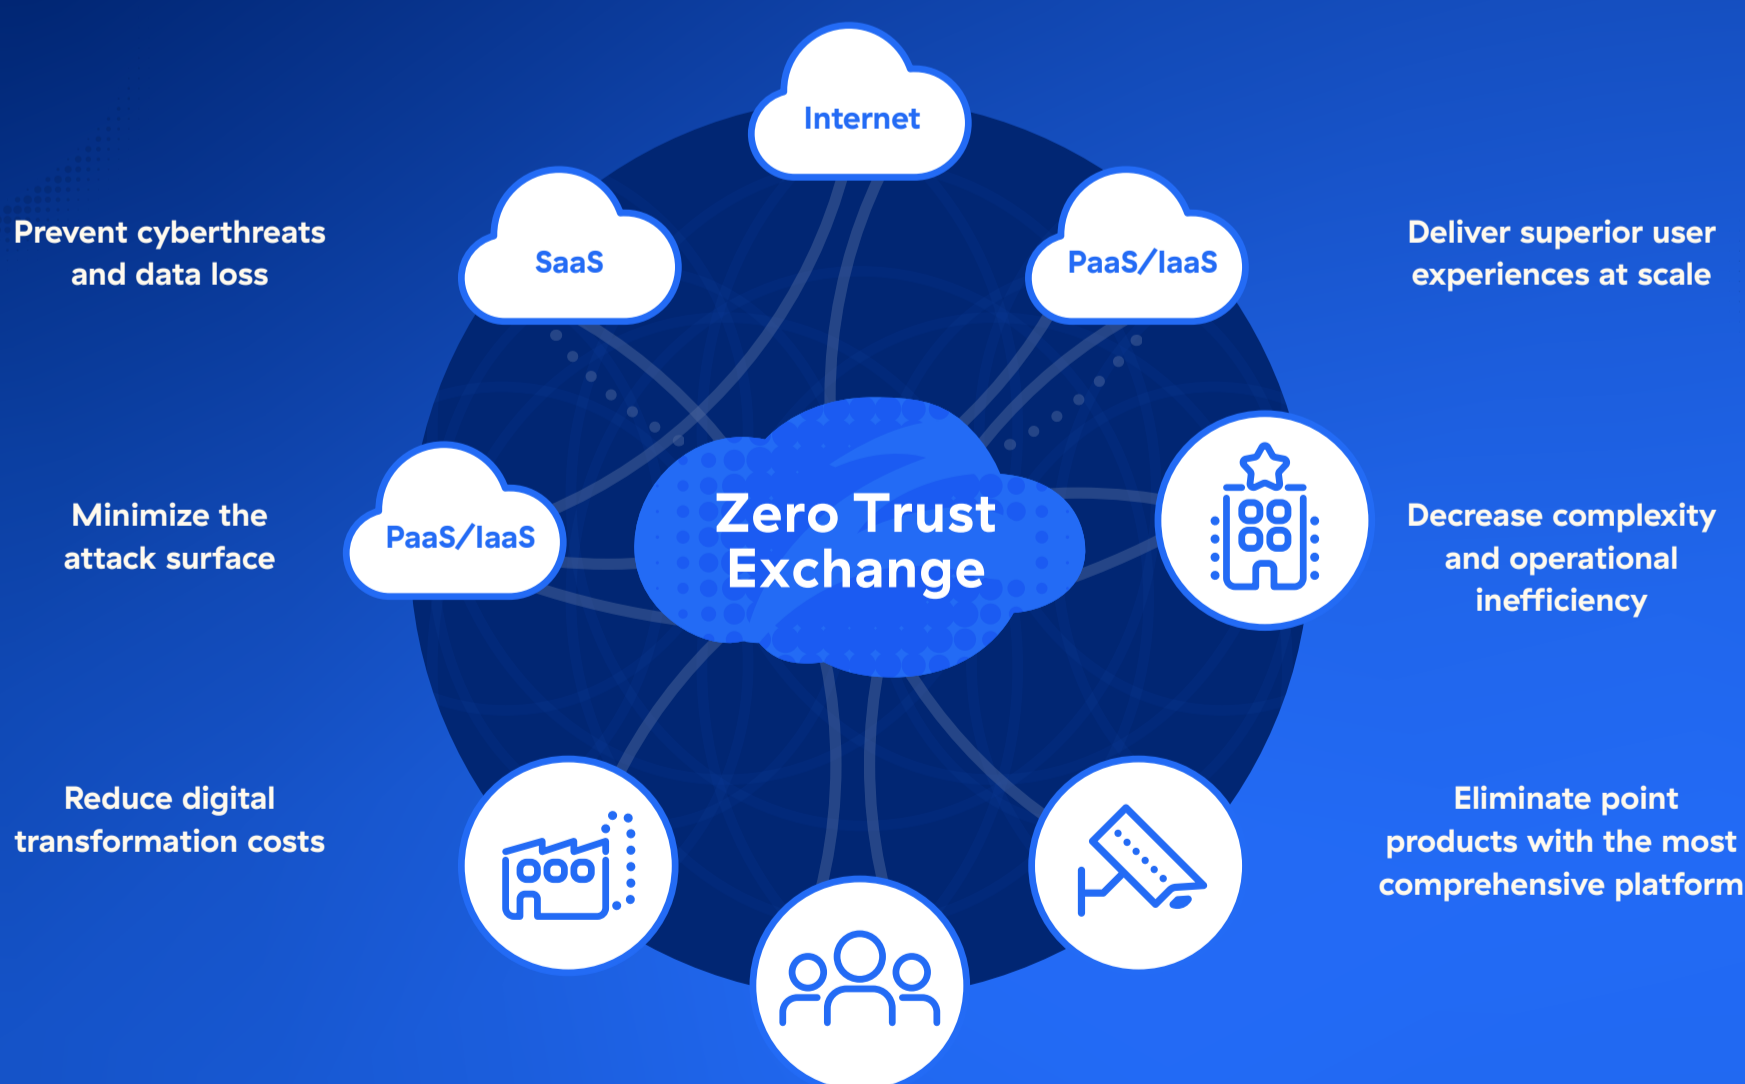 Internet
SaaS
PaaS/IaaS
Prevent cyberthreats
and data loss
Deliver superior user
experiences at scale
PaaS/IaaS
Zero Trust
Exchange
Minimize the
attack surface
Decrease complexity
and operational
inefficiency
Reduce digital
transformation costs
Eliminate point
products with the most
comprehensive platform